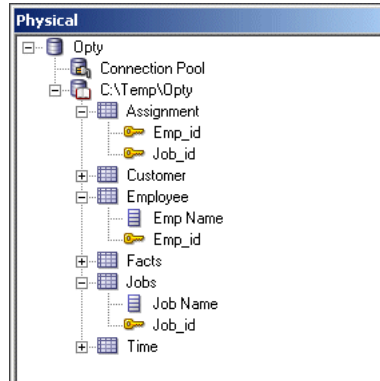 Physical
Opty
Connection Pool
C:\Temp\Opty
Assignment
Emp_id
Job_id
Customer
Employee
Emp Name
Emp_id
Facts
Jobs
Job Name
Job_id
Time